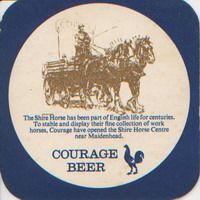 The Shire Horse has been part of English life for centuries.
To stable and display their fine collection of work
horses, Courage have opened the Shire Horse Centre
near Maidenhead.
COURAGE
BEER